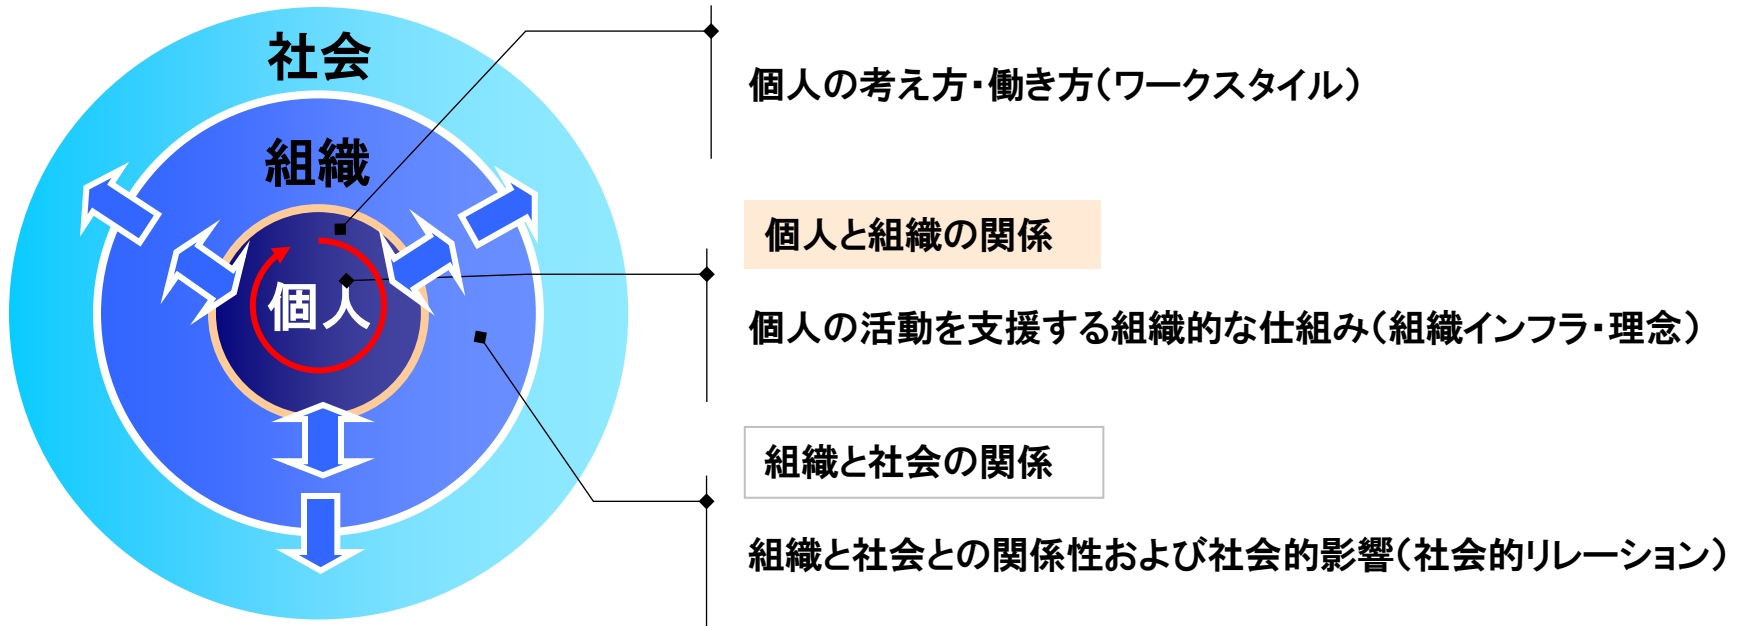 社会
組織
個人
個人の考え方・働き方（ワークスタイル）
個人と組織の関係
個人の活動を支援する組織的な仕組み（組織インフラ・理念）
組織と社会の関係
組織と社会との関係性および社会的影響（社会的リレーション）